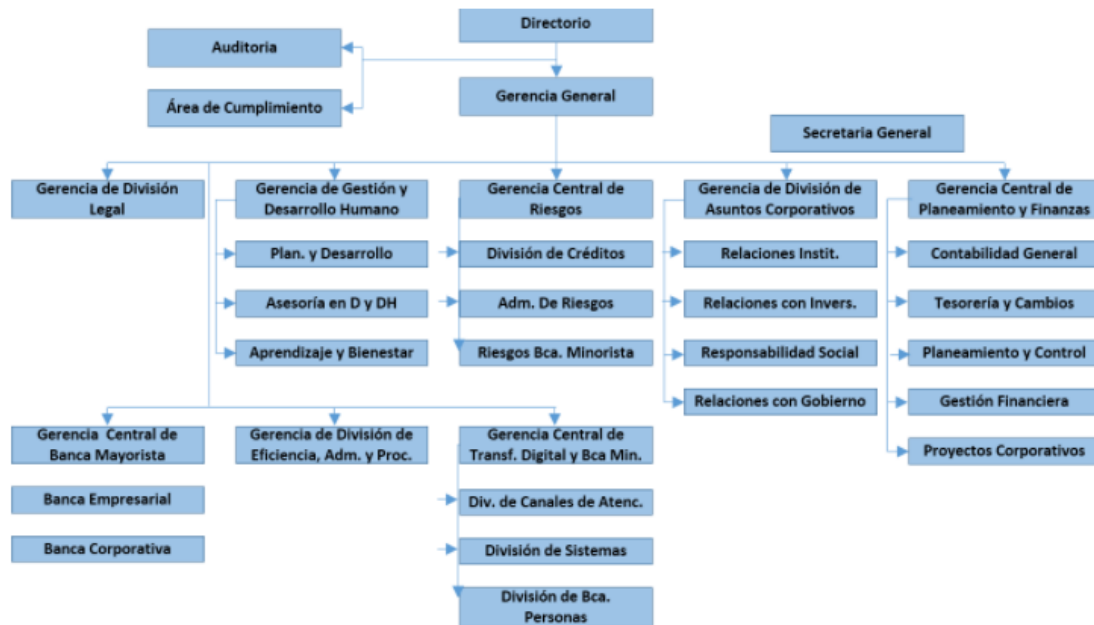 Directorio
Auditoria
Gerencia General
Área de Cumplimiento
Secretaria General
Gerencia de División
Legal
Gerencia de Gestión y
Desarrollo Humano
Gerencia Central de
Riesgos
Gerencia de División de
Asuntos Corporativos
Gerencia Central de
Planeamiento y Finanzas
Plan. y Desarrollo
División de Créditos
Relaciones Instit.
Contabilidad General
Asesoría en D y DH
Adm. De Riesgos
Relaciones con Invers.
Tesorería y Cambios
Aprendizaje y Bienestar
Riesgos Bca. Minorista
Responsabilidad Social
Planeamiento y Control
Relaciones con Gobierno
Gestión Financiera
Gerencia Central de
Banca Mayorista
Gerencia de División de
Eficiencia, Adm. y Proc.
Gerencia Central de
Transf. Digital y Bca Min.
Proyectos Corporativos
Banca Empresarial
Div. de Canales de Atenc.
Banca Corporativa
División de Sistemas
División de Bca.
Personas